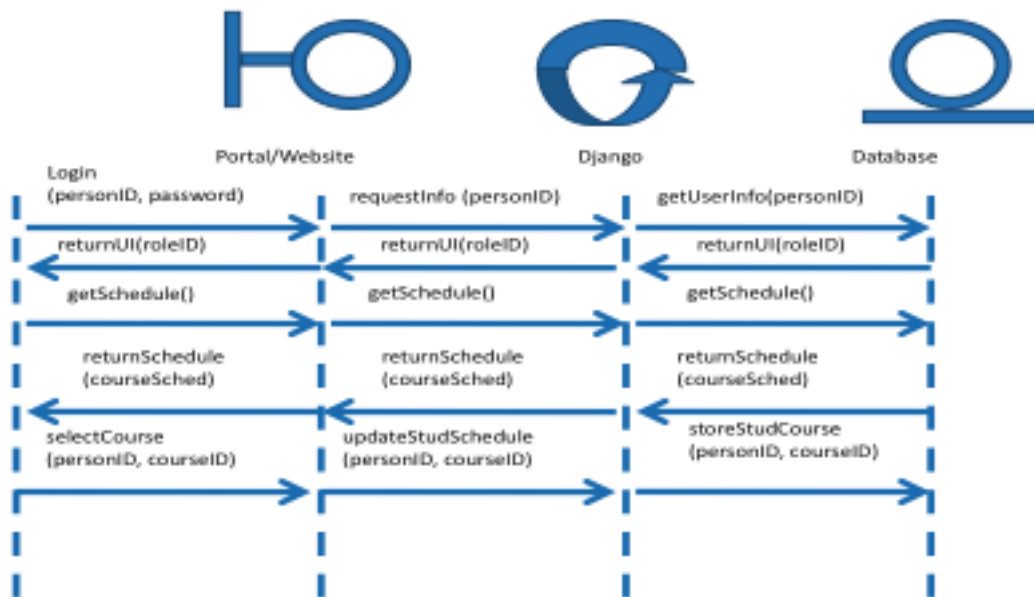 Portal/Website
Django
Database
Login
(personID, password)
requestInfo (personID)
getUserInfo(personID)
returnUI(roleID)
returnUI(roleID)
returnUI(roleID)
getSchedule()
getSchedule()
getSchedule()
returnSchedule
(courseSched)
returnSchedule
(courseSched)
returnSchedule
(courseSched)
selectCourse
(personID, courseID)
updateStudSchedule
(personID, courseID)
storeStudCourse
(personID, courseID)